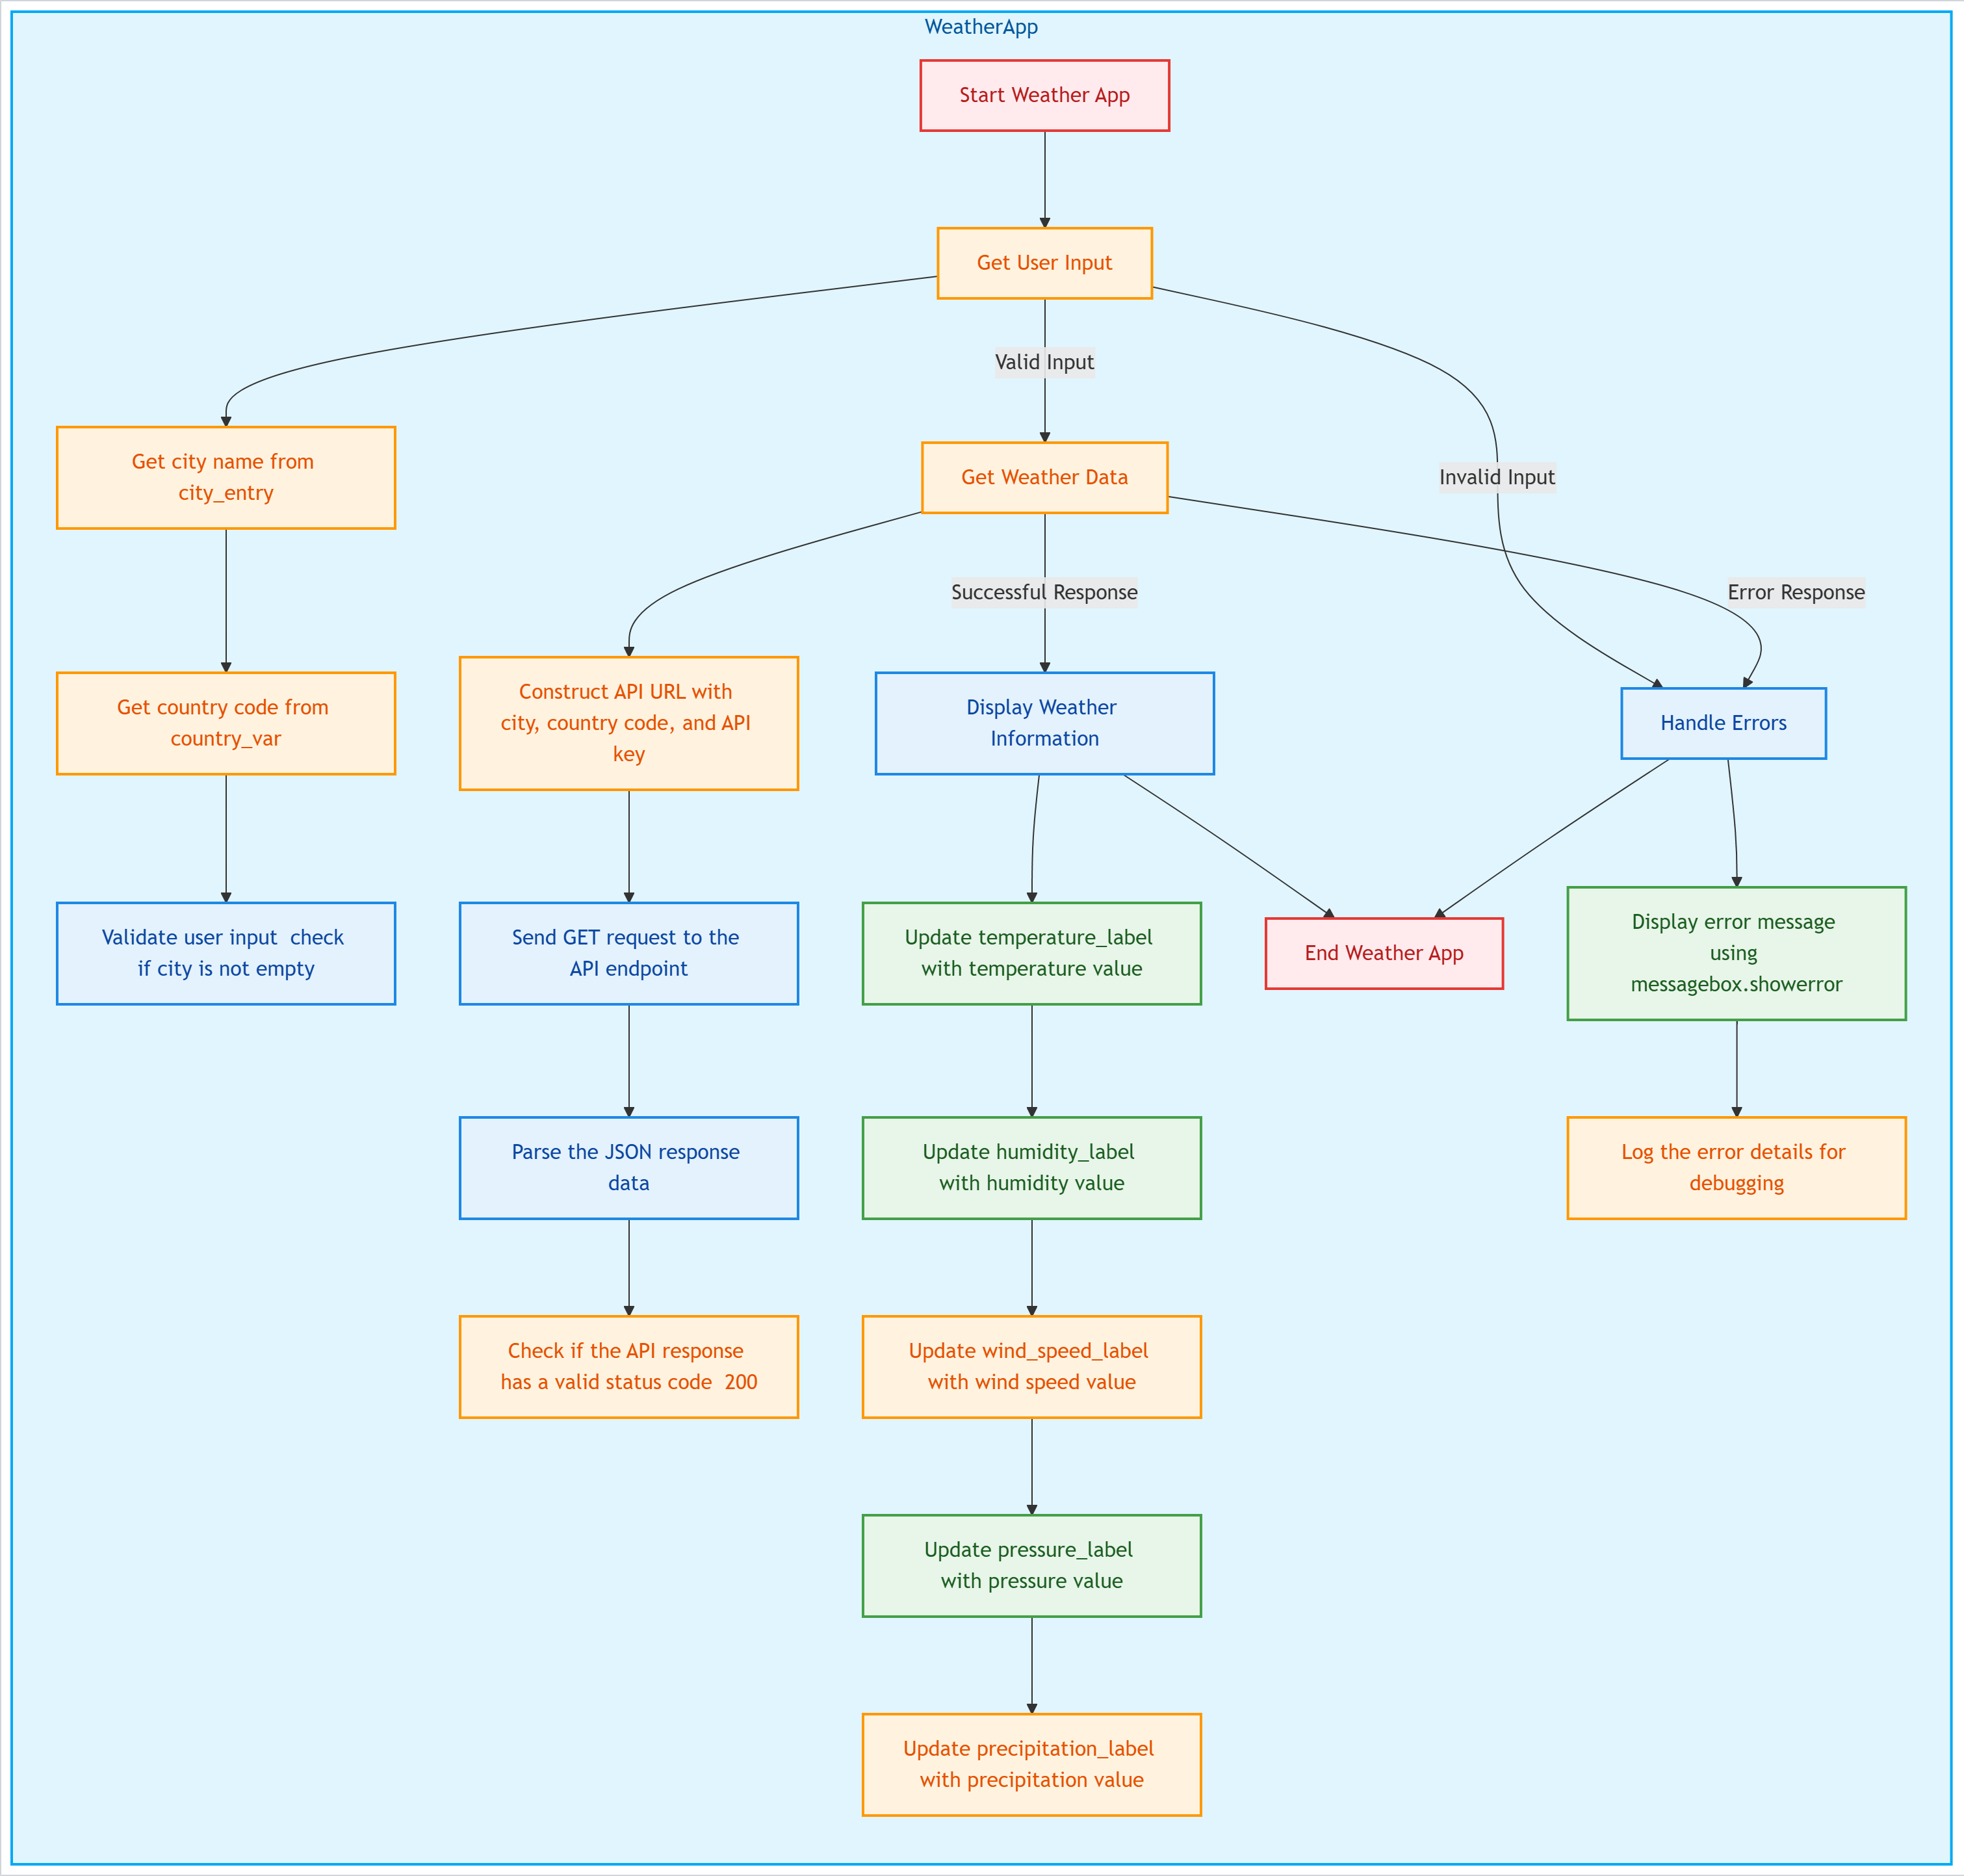 WeatherApp
Start Weather App
Get User Input
Valid Input
Get city name from
city_entry
Get Weather Data
Invalid Input
Successful Response
Error Response
Get country code from
country_var
Construct API URL with
city, country code, and API
key
Display Weather
Information
Handle Errors
Validate user input  check
if city is not empty
Send GET request to the
API endpoint
Update temperature_label
with temperature value
End Weather App
Display error message
using
messagebox.showerror
Parse the JSON response
data
Update humidity_label
with humidity value
Log the error details for
debugging
Check if the API response
has a valid status code  200
Update wind_speed_label
with wind speed value
Update pressure_label
with pressure value
Update precipitation_label
with precipitation value